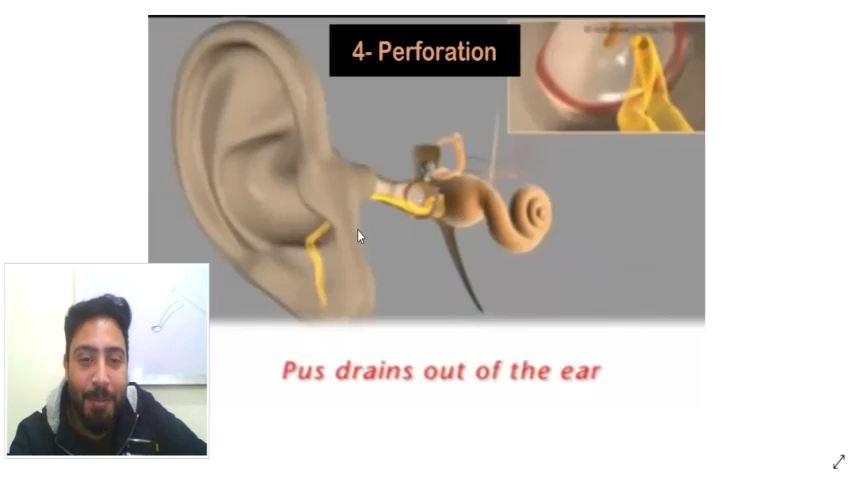 4- Perforation
Pus drains out of the ear